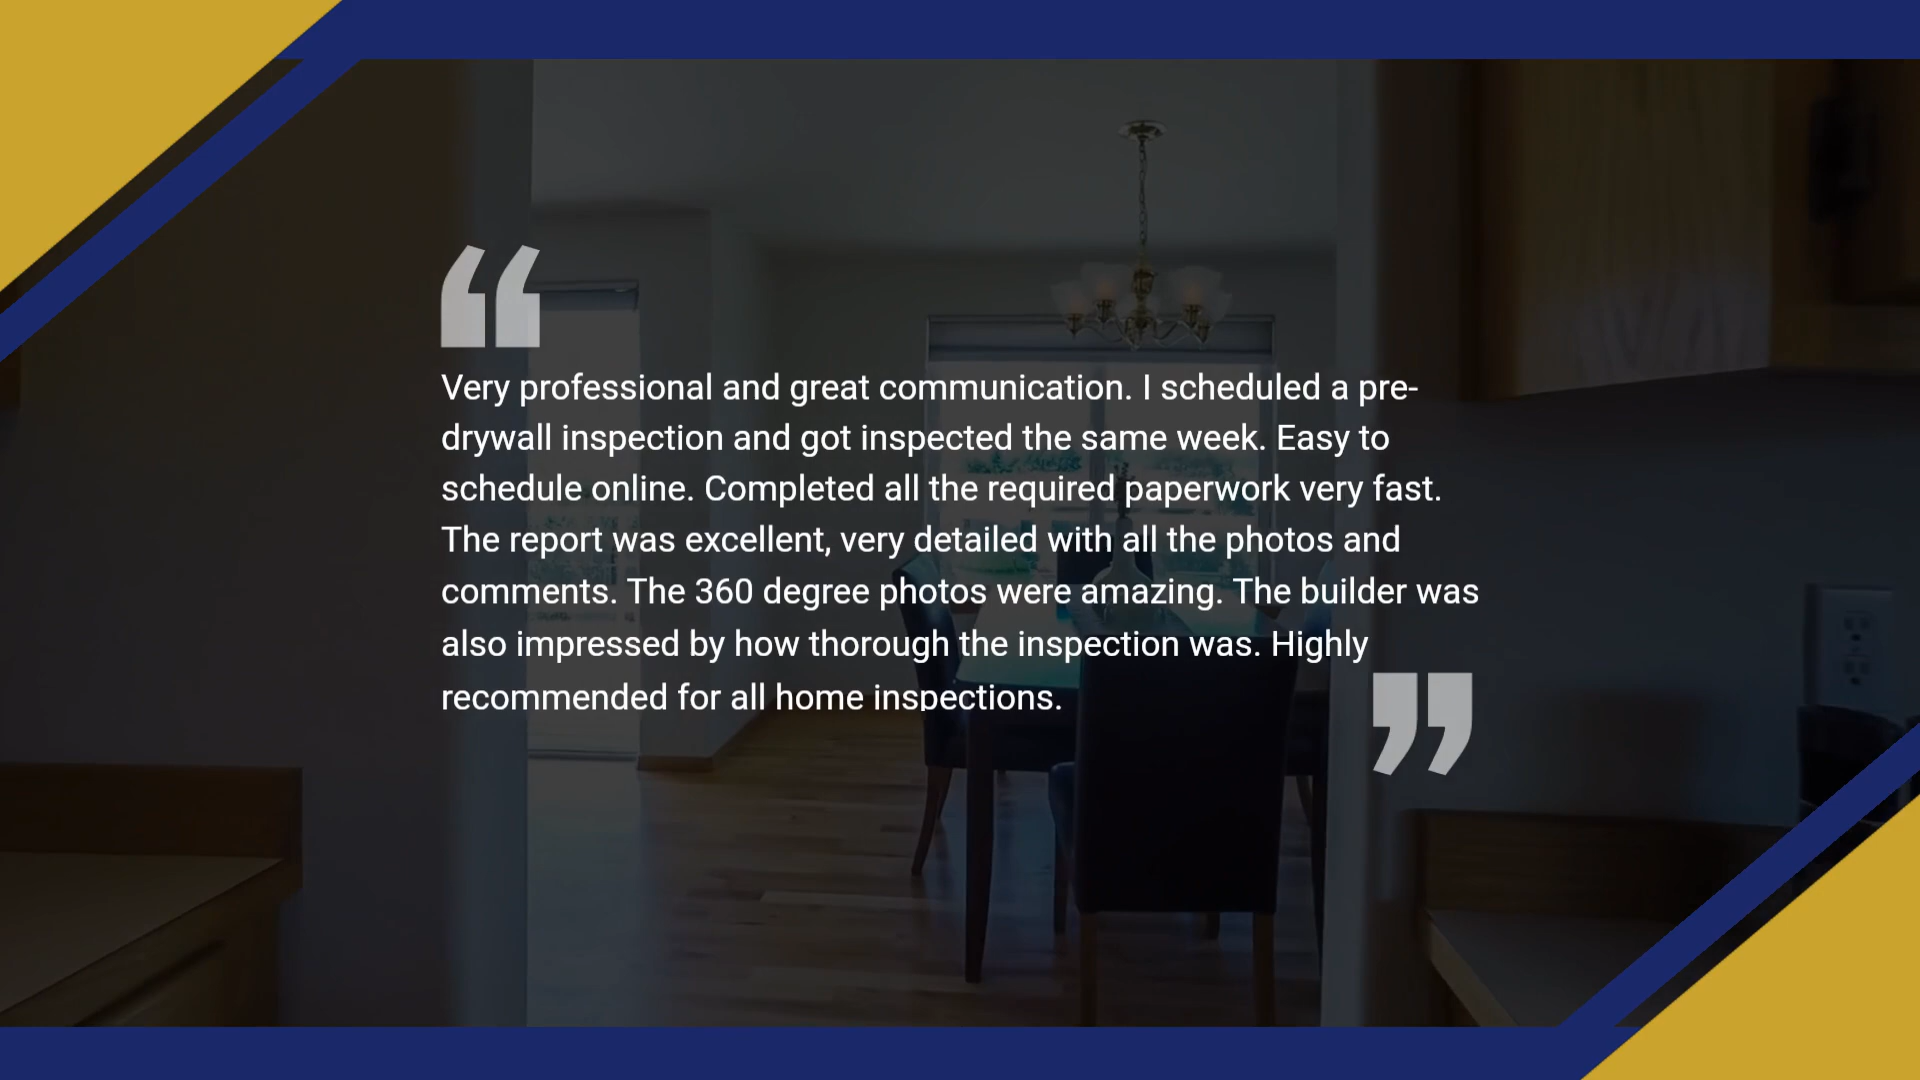 Very professional and great communication. I scheduled a pre-
drywall inspection and got inspected the same week. Easy to
schedule online. Completed all the required paperwork very fast.
The report was excellent, very detailed with all the photos and
comments. The 360 degree photos were amazing. The builder was
also impressed by how thorough the inspection was. Highly
recommended for all home inspections.